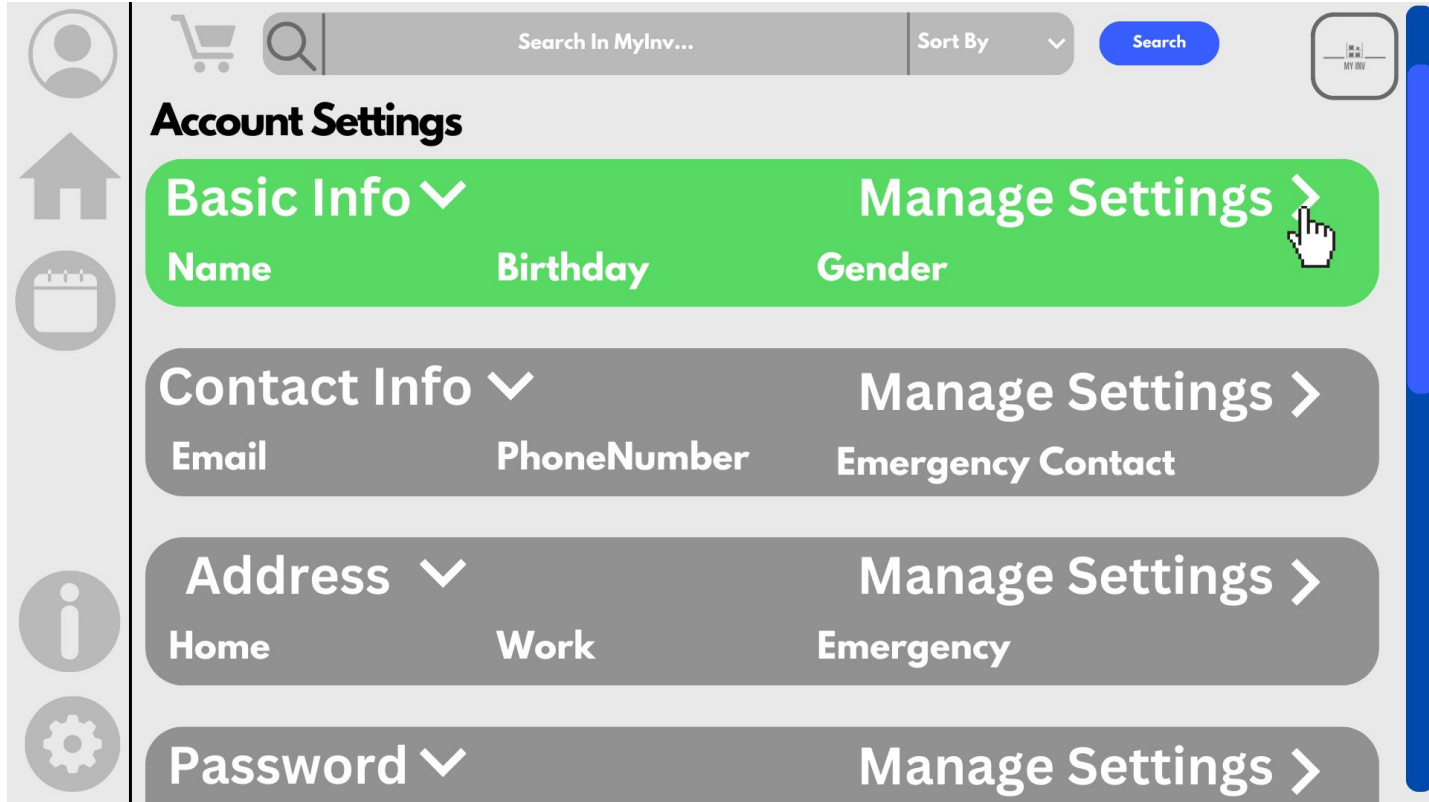 Search In MyInv...
Sort By
Search
MY INV
Account Settings
Basic Info
Manage Settings
Name
Birthday
Gender
Contact Info
Manage Settings
Email
PhoneNumber
Emergency Contact
Address
Manage Settings
Home
Work
Emergency
Password
Manage Settings